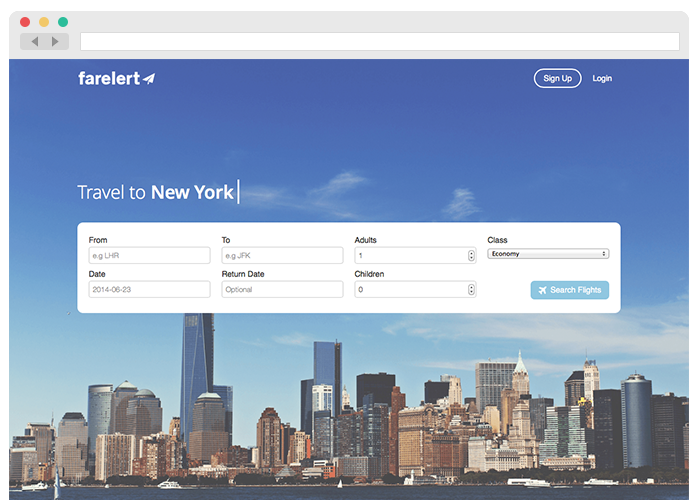 farelert
Sign Up Login
Travel to New York
From To Adults Class
e.g LHR e.g JFK 1 Economy
Date Return Date Children
2014-06-23 Optional 0 Search Flights